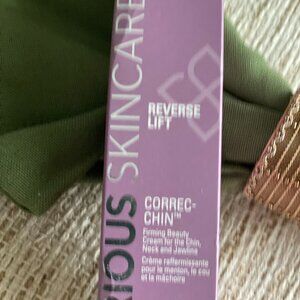 RIOUS SKINCARE
REVERSE
LIFT
CORREC-
CHIN™
Firming Beauty
Cream for the Chin,
Neck and Jawline
Crème raffermissante
pour le menton, le cou
et la mâchoire